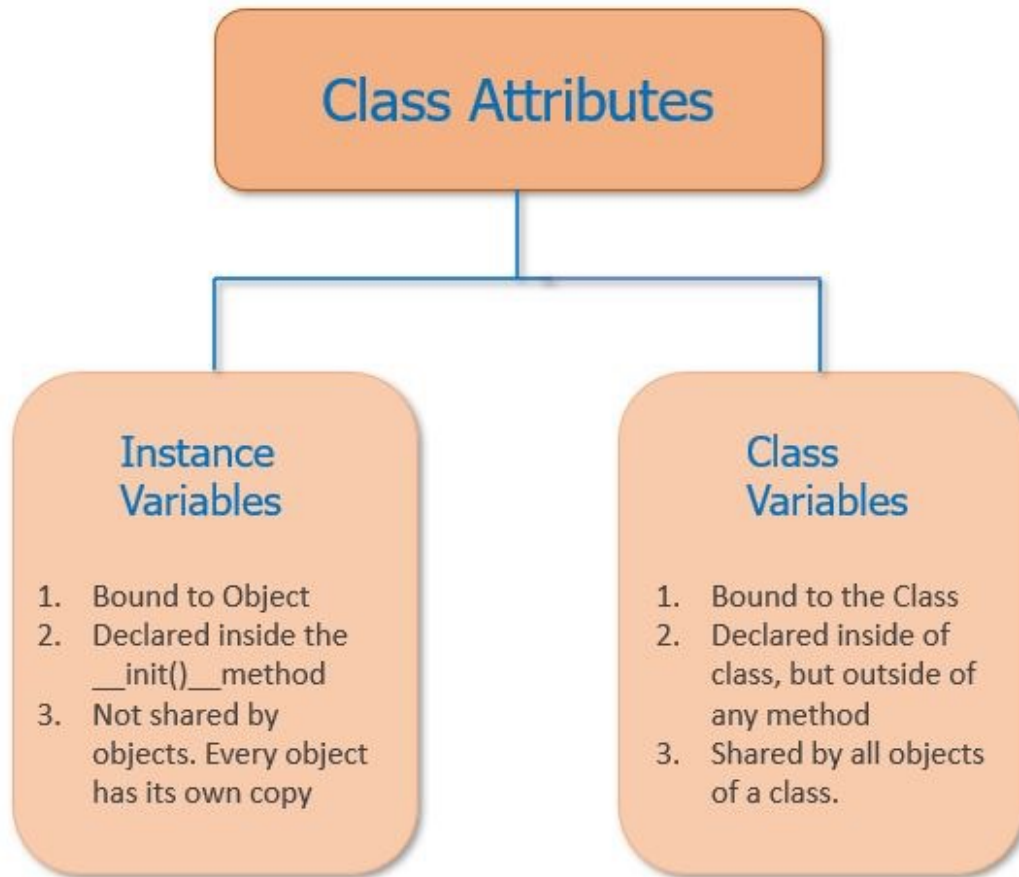 Class Attributes
Instance
Variables
1. Bound to Object
2. Declared inside the
__init()__method
3. Not shared by
objects. Every object
has its own copy
Class
Variables
1. Bound to the Class
2. Declared inside of
class, but outside of
any method
3. Shared by all objects
of a class.